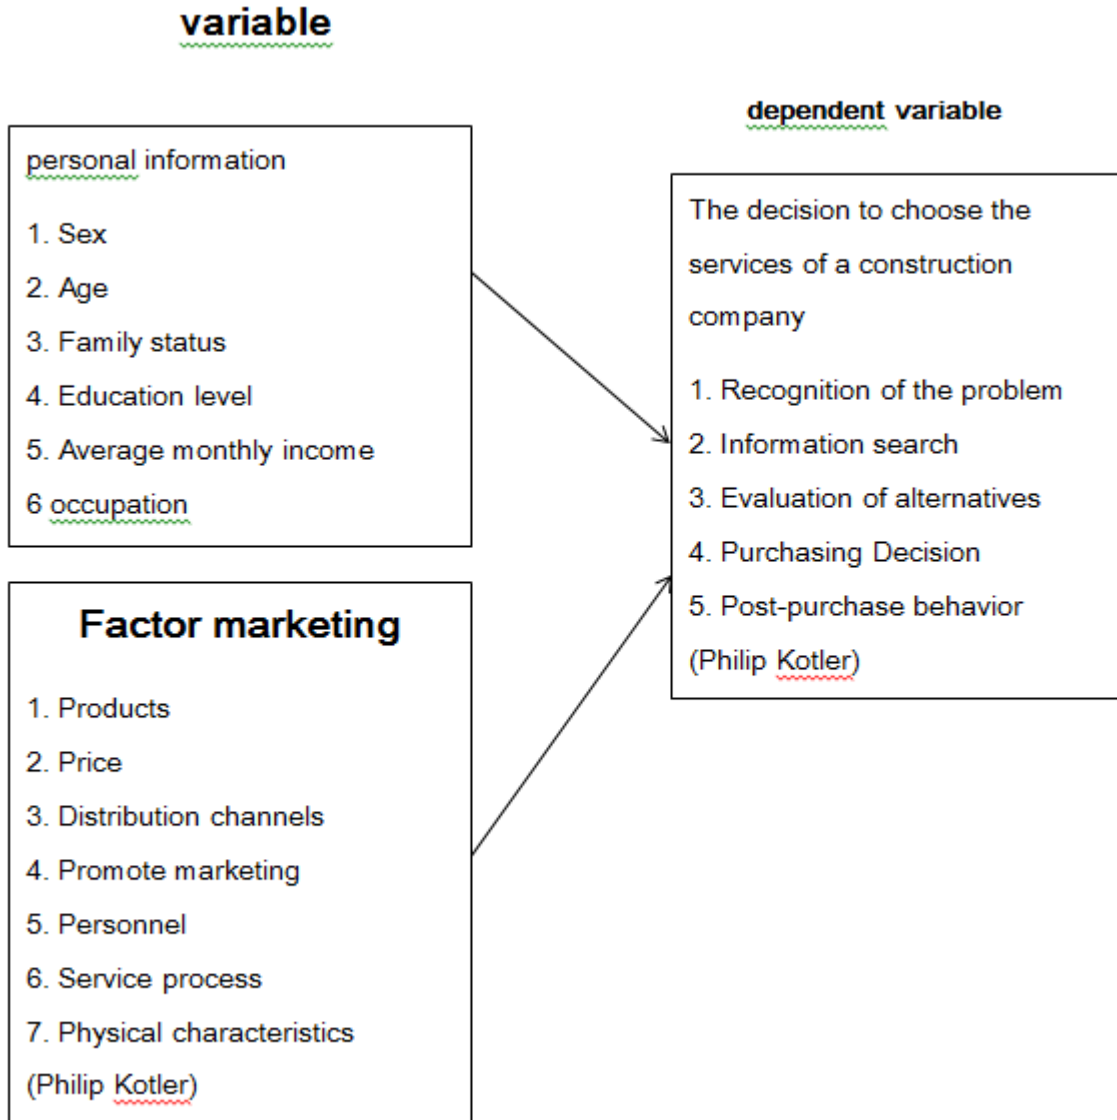 variable
personal information
1. Sex
2. Age
3. Family status
4. Education level
5. Average monthly income
6 occupation
Factor marketing
1. Products
2. Price
3. Distribution channels
4. Promote marketing
5. Personnel
6. Service process
7. Physical characteristics
(Philip Kotler)
dependent variable
The decision to choose the
services of a construction
company
1. Recognition of the problem
2. Information search
3. Evaluation of alternatives
4. Purchasing Decision
5. Post-purchase behavior
(Philip Kotler)